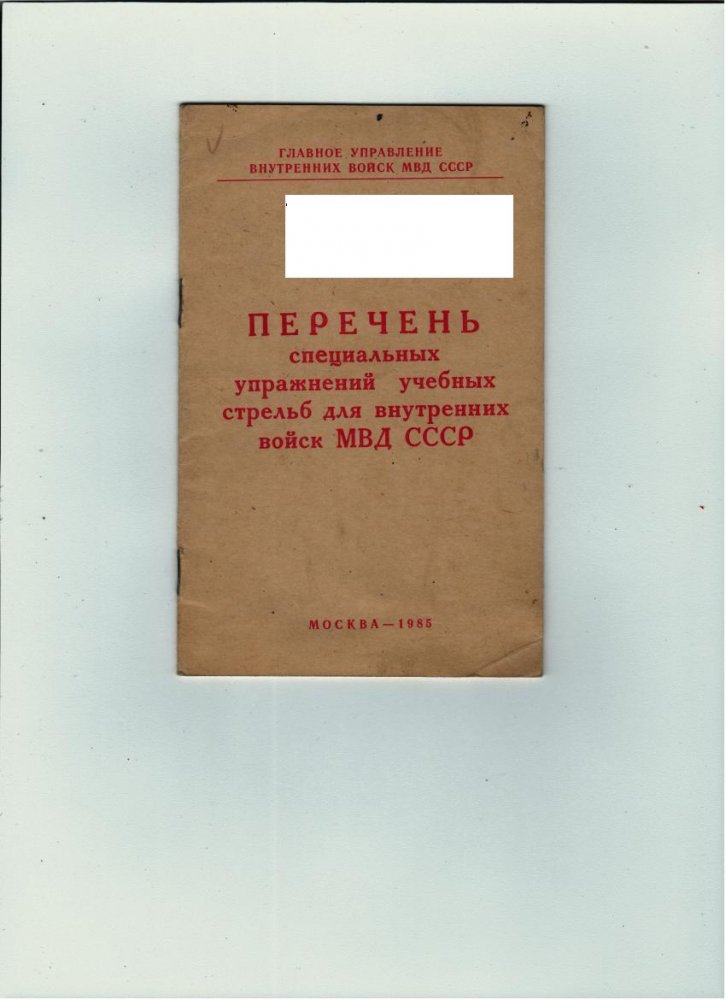 ГЛАВНОЕ УПРАВЛЕНИЕ
ВНУТРЕННИХ ВОЙСК МВД СССР
ПЕРЕЧЕНЬ
специальных
упражнений учебных
стрельб для внутренних
войск МВД СССР
МОСКВА—1985